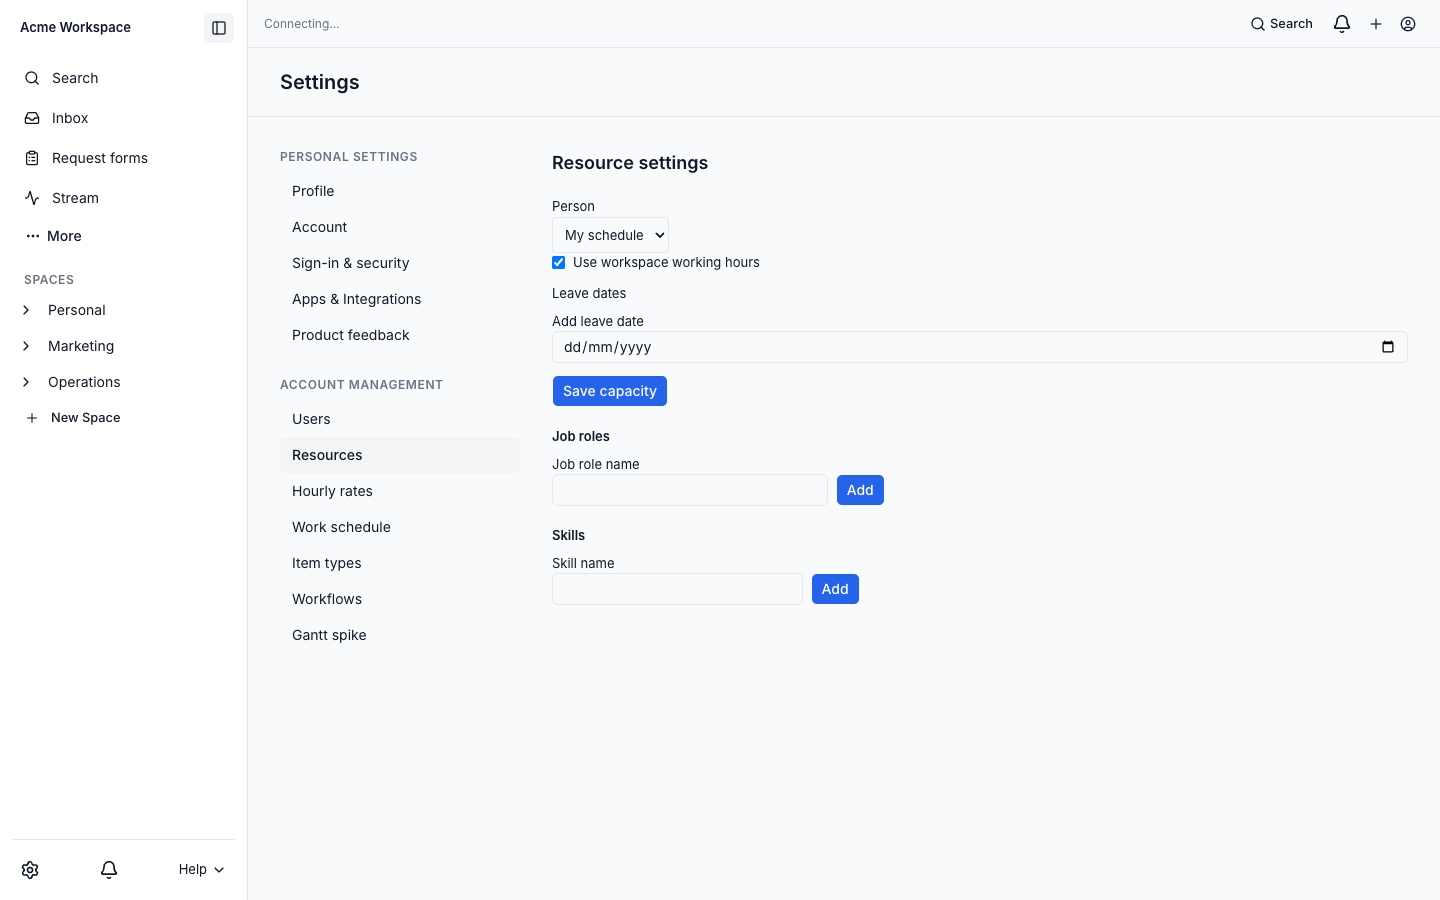 Acme Workspace
Search
Inbox
Request forms
Stream
More
SPACES
Personal
Marketing
Operations
New Space
Help
Connecting...
Search
Settings
PERSONAL SETTINGS
Profile
Account
Sign-in & security
Apps & Integrations
Product feedback
ACCOUNT MANAGEMENT
Users
Resources
Hourly rates
Work schedule
Item types
Workflows
Gantt spike
Resource settings
Person
My schedule
Use workspace working hours
Leave dates
Add leave date
dd/mm/yyyy
Save capacity
Job roles
Job role name
Add
Skills
Skill name
Add